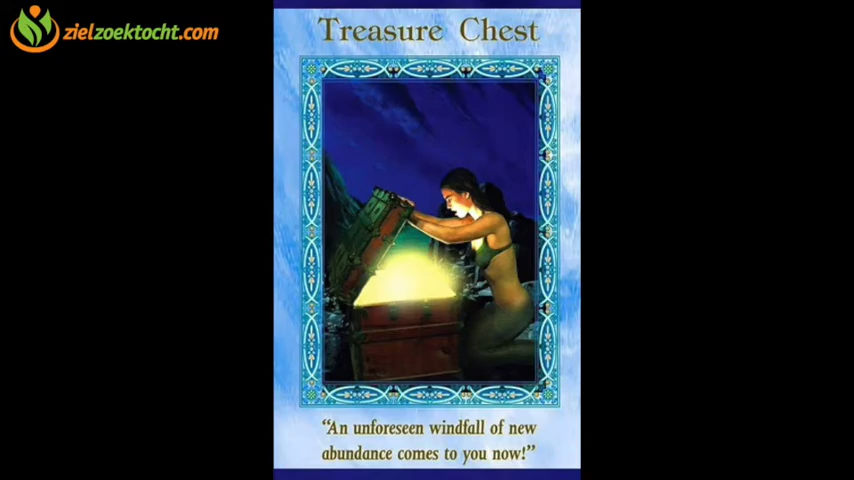 zielzoektocht.com
Treasure Chest
“An unforeseen windfall of new
abundance comes to you now!”